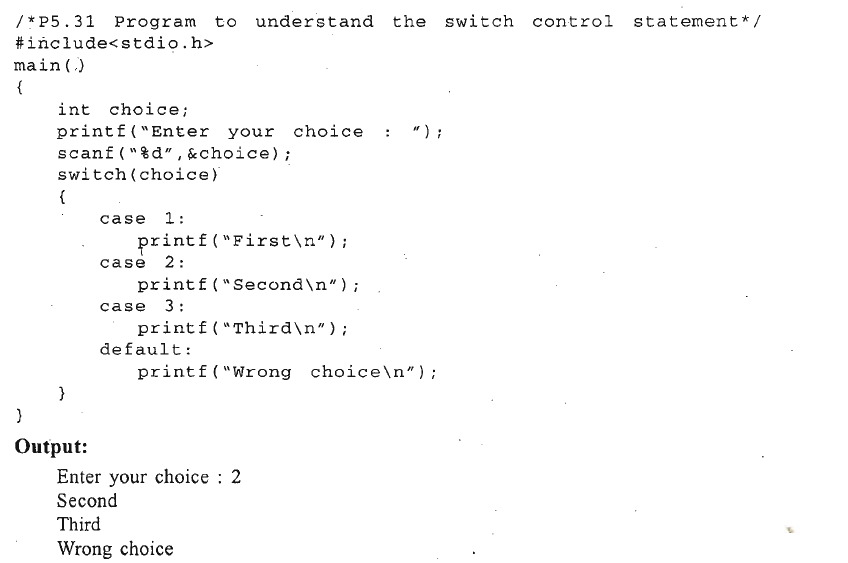 /*P5.31 Program to understand the switch control statement*/
#include<stdio.h>
main()
{
int choice;
printf("Enter your choice : ");
scanf("%d",&choice);
switch(choice)
{
case 1:
printf("First\n");
case 2:
printf("Second\n");
case 3:
printf("Third\n");
default:
printf("Wrong choice\n");
}
}
Output:
Enter your choice : 2
Second
Third
Wrong choice